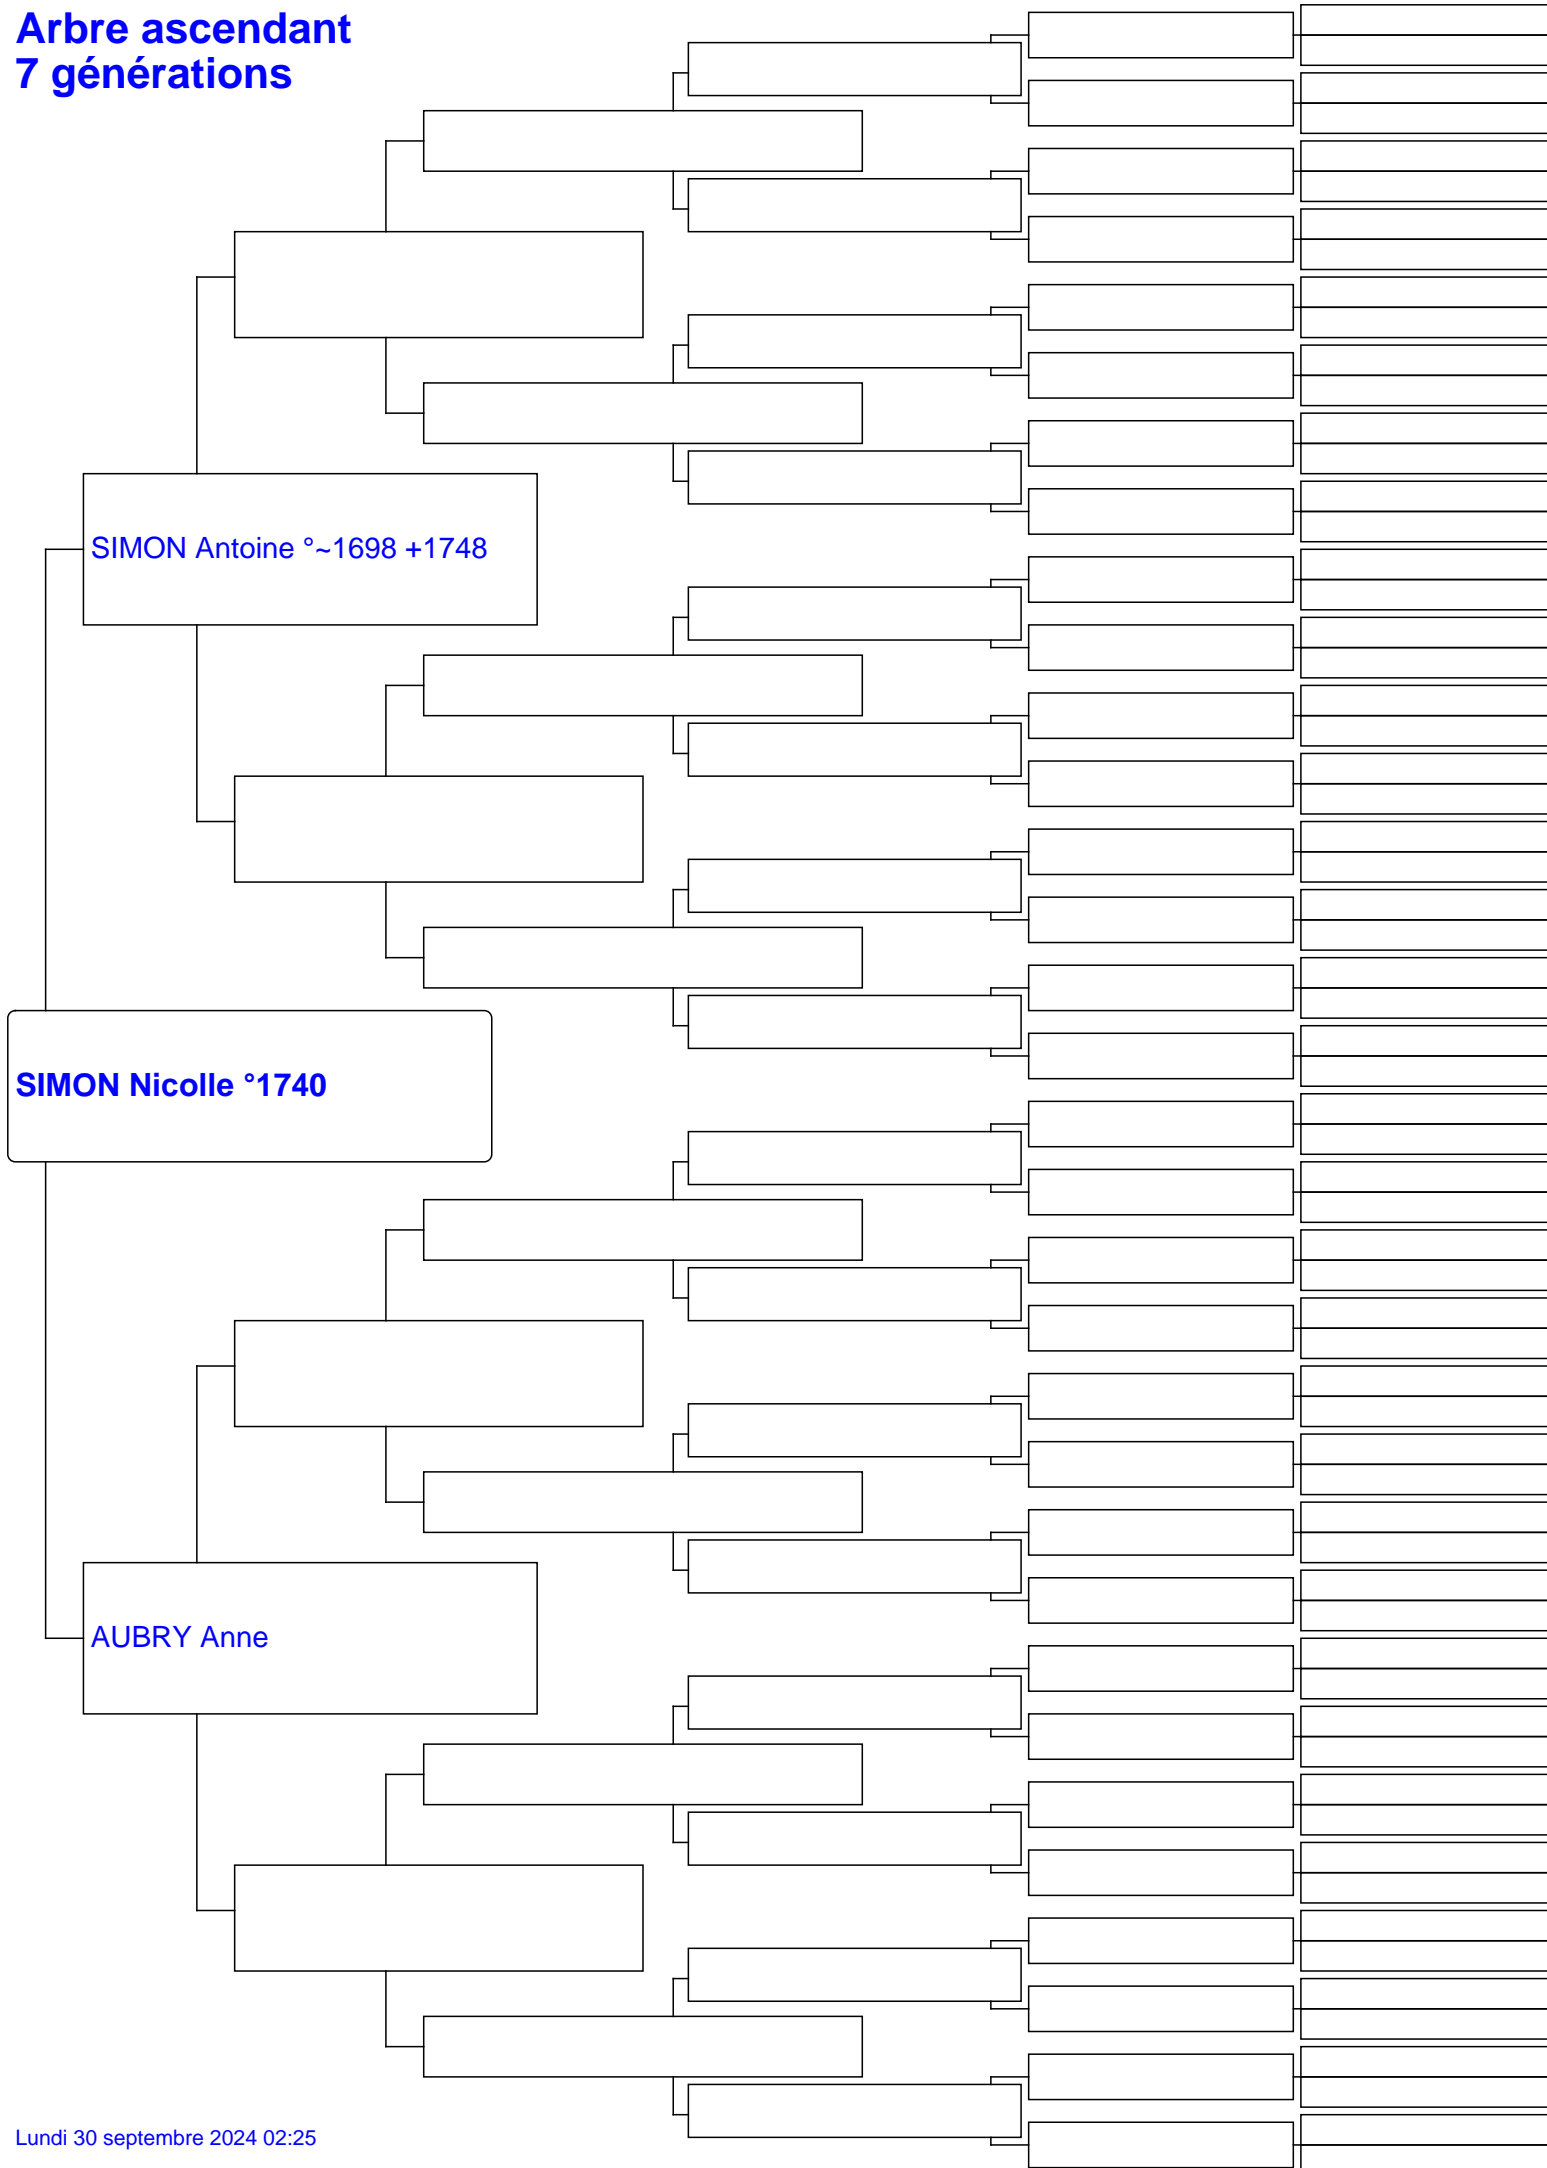 Arbre ascendant
7 générations
SIMON Antoine °~1698 +1748
SIMON Nicolle °1740
AUBRY Anne
Lundi 30 septembre 2024 02:25